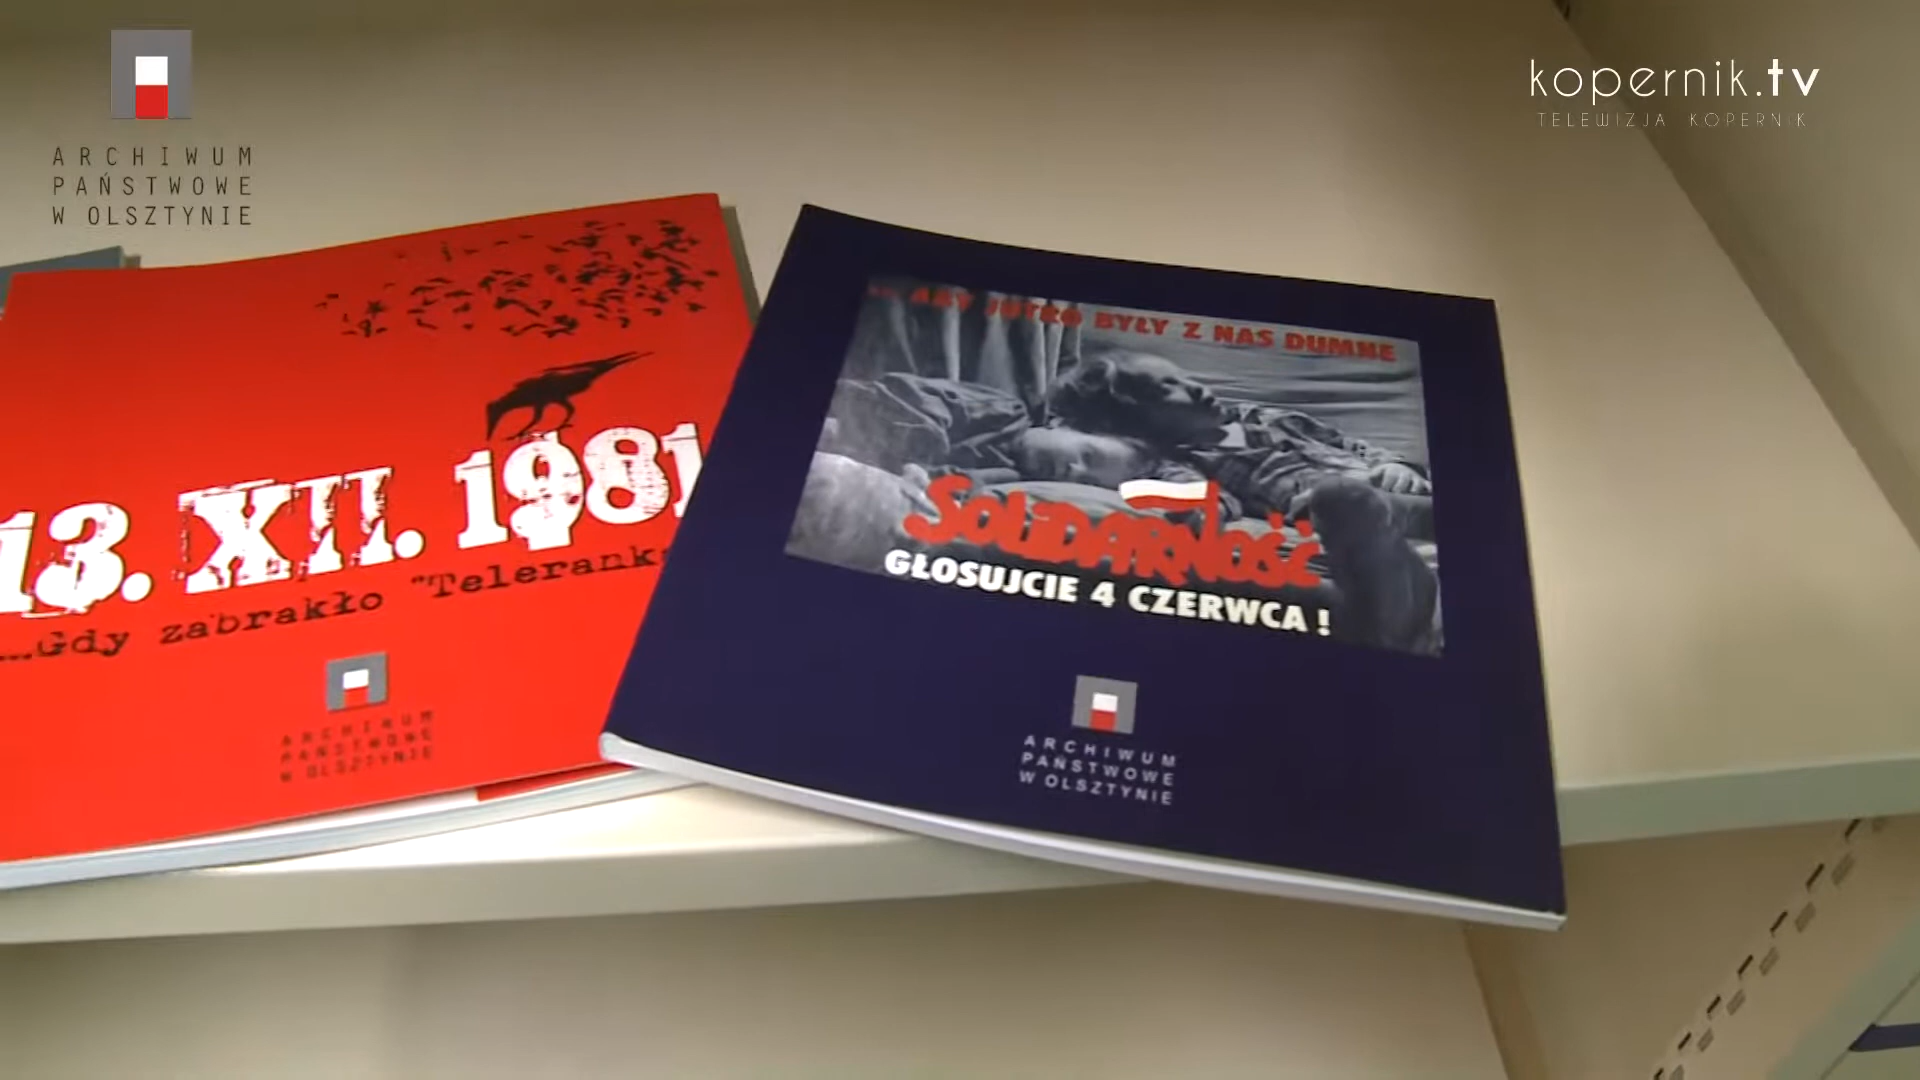 ARCHIWUM
PAŃSTWOWE
W OLSZTYNIE
kopernik.tv
TELEWIZJA KOPERNIK
13. XII. 1981
...Gdy zabrakło "Teleranka
ARCHIWUM
PAŃSTWOWE
W OLSZTYNIE
... ABY JUTRO BYŁY Z NAS DUMNE
SOLIDARNOŚĆ
GŁOSUJCIE 4 CZERWCA !
ARCHIWUM
PAŃSTWOWE
W OLSZTYNIE